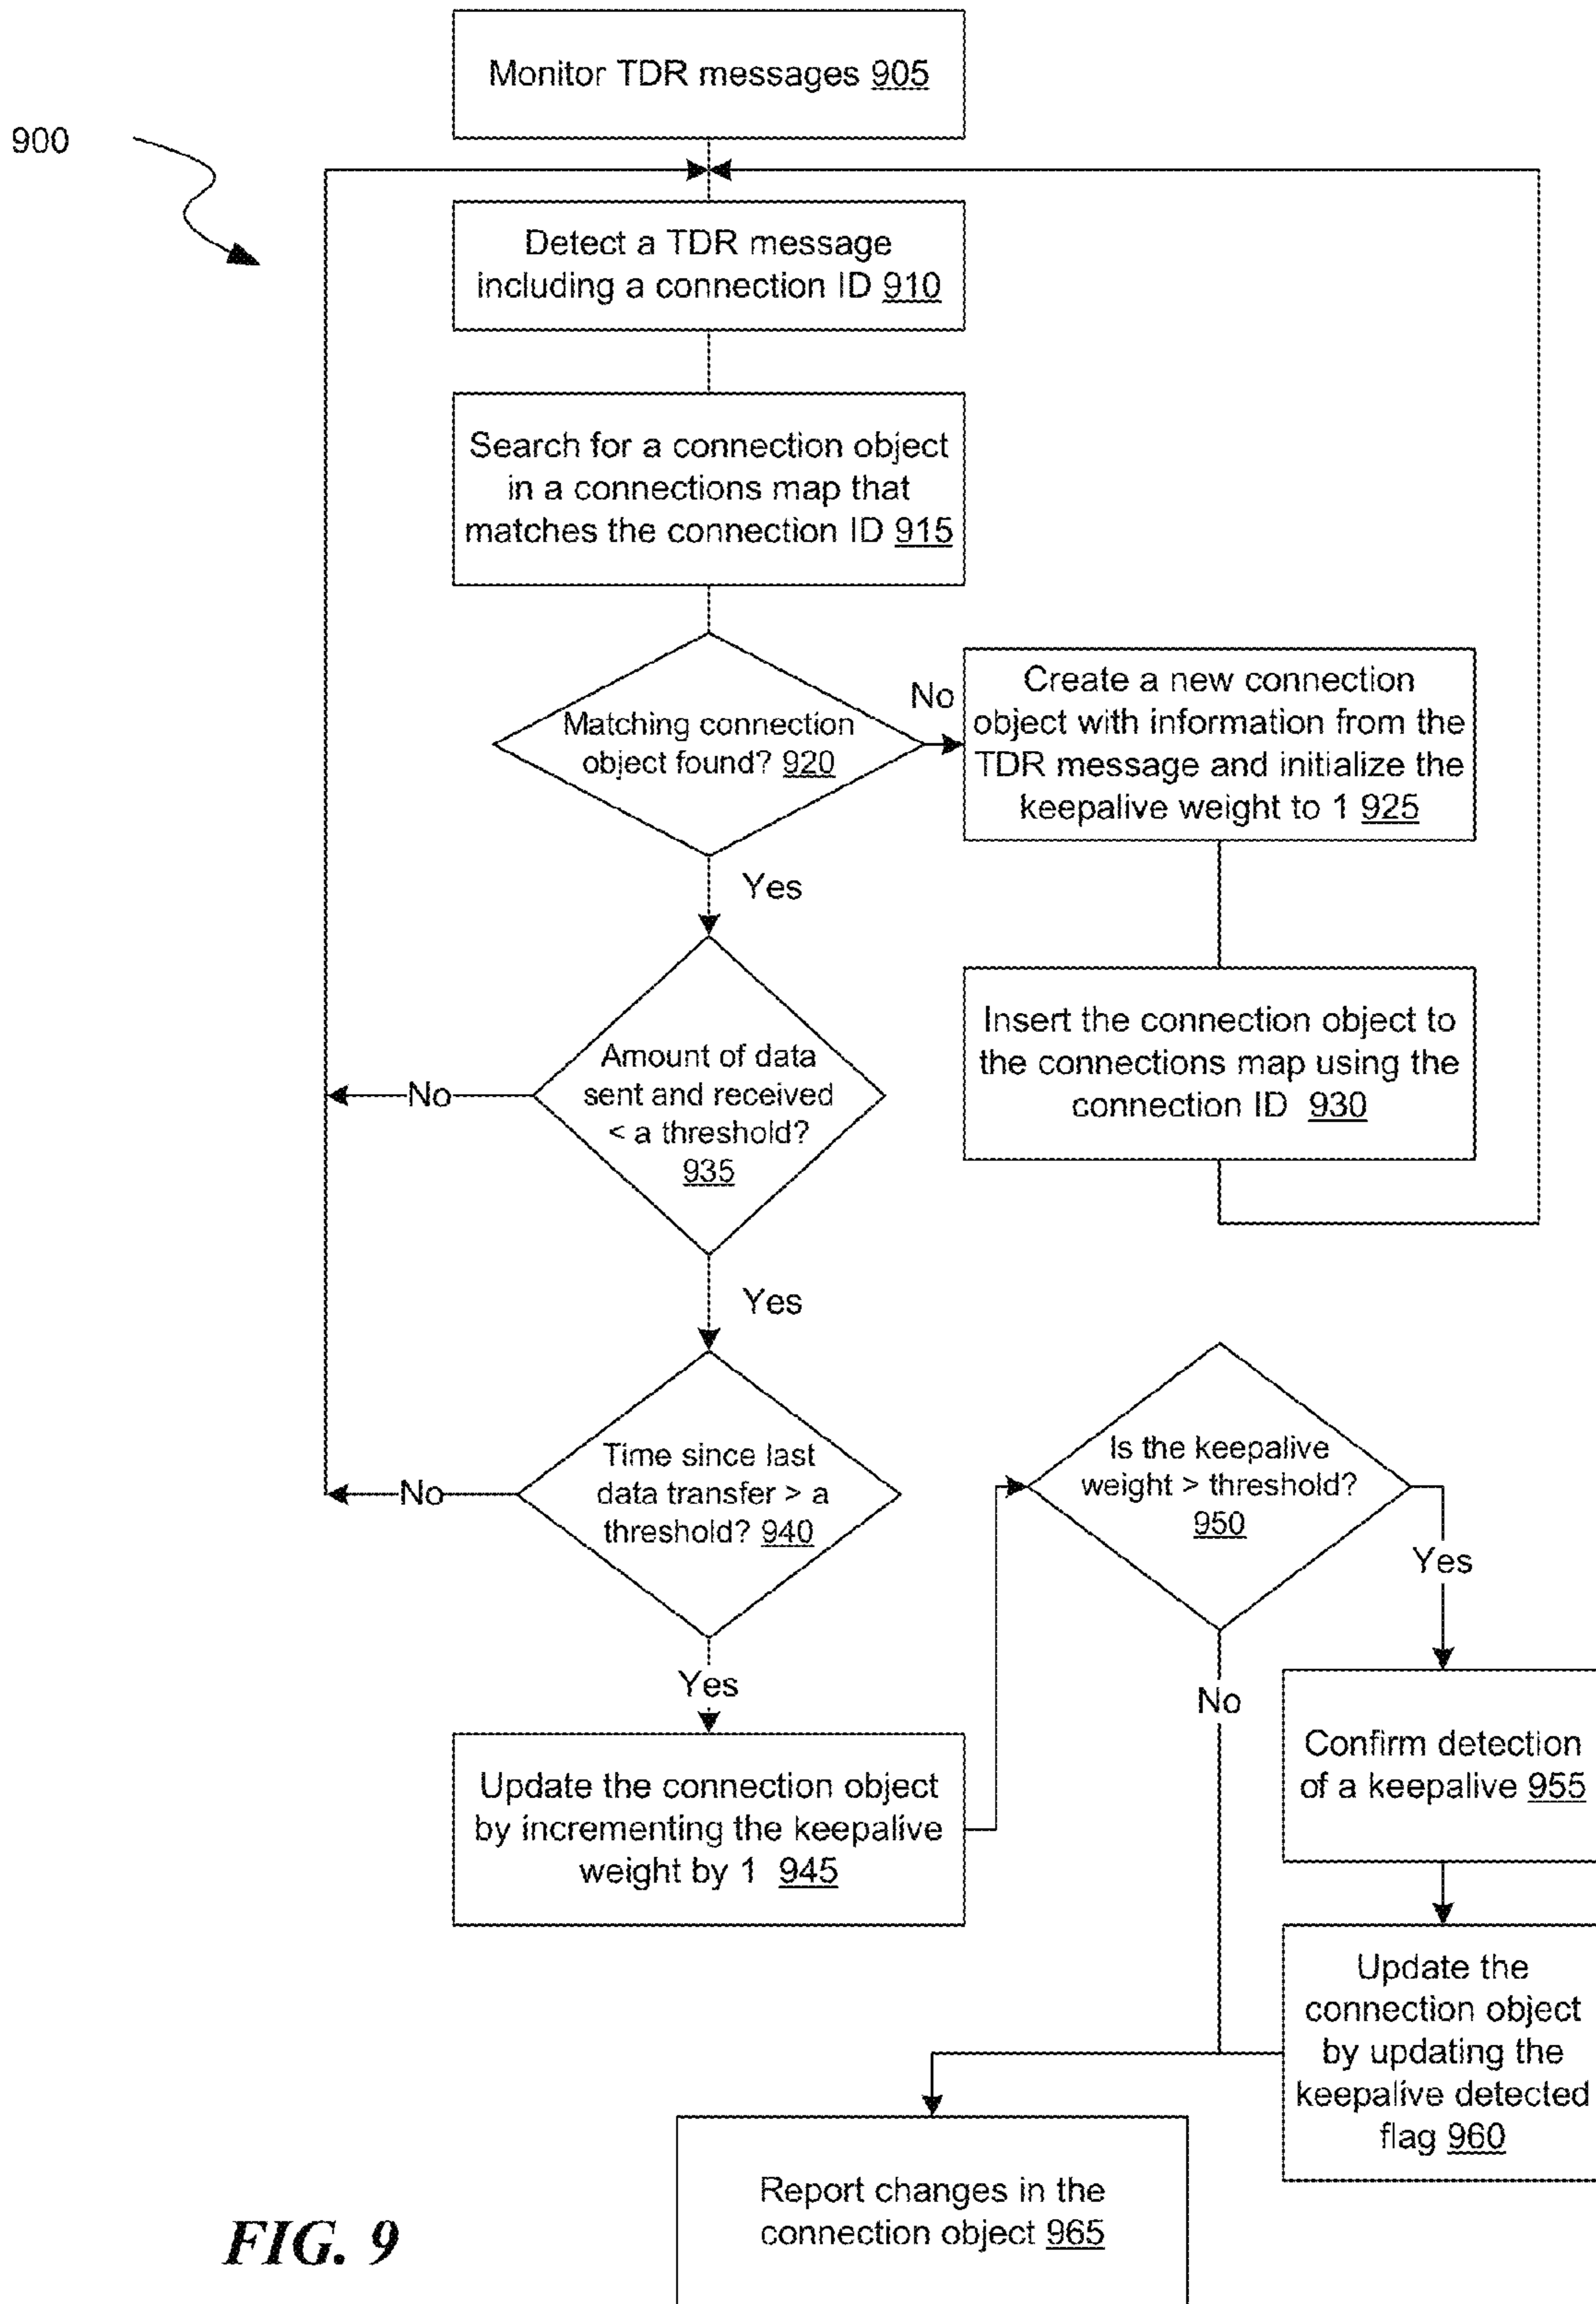 Monitor TDR messages 905
900
Detect a TDR message
including a connection ID 910
Search for a connection object
in a connections map that
matches the connection ID 915
Matching connection
object found? 920
No
Create a new connection
object with information from the
TDR message and initialize the
keepalive weight to 1 925
Yes
Insert the connection object to
the connections map using the
connection ID 930
Amount of data
sent and received
< a threshold?
935
No
Yes
Time since last
data transfer > a
threshold? 940
No
Yes
Update the connection object
by incrementing the keepalive
weight by 1 945
Is the keepalive
weight > threshold?
950
Yes
No
Confirm detection
of a keepalive 955
Update the
connection object
by updating the
keepalive detected
flag 960
Report changes in the
connection object 965
FIG. 9